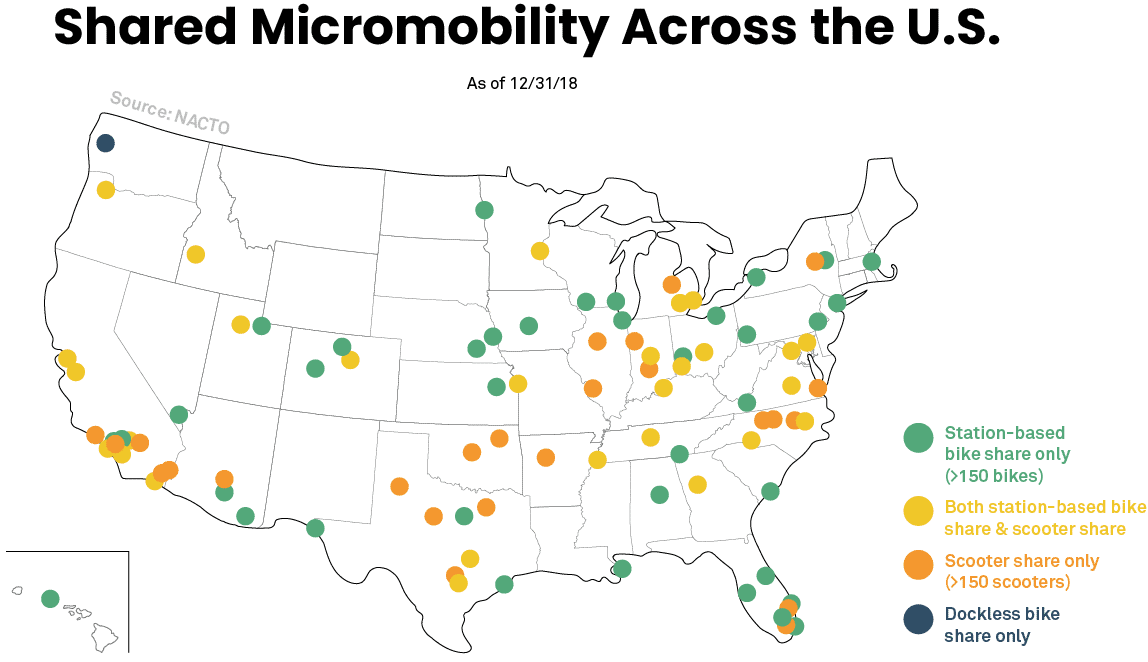 Shared Micromobility Across the U.S.
As of 12/31/18
Source: NACTO
Station-based
bike share only
(>150 bikes)
Both station-based bike
share & scooter share
Scooter share only
(>150 scooters)
Dockless bike
share only